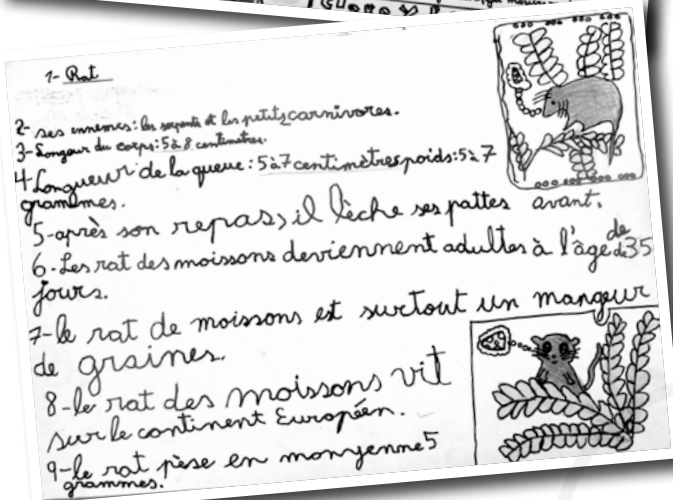 1- Rat
2- ses ennemis: les serpents et les petits carnivores.
3- Longeur du corps: 5 à 8 centimètres.
4 Longueur de la queue: 5 à 7 centimètres poids: 5 à 7
grammes.
5-après son repas, il lèche ses pattes avant.
6-Les rat des moissons deviennent adultes à l'âge de 35
jours.
7-le rat de moissons est surtout un mangeur
de graines.
8-le rat des moissons vit
sur le continent Européen.
9-le rat pèse en monyenne 5
grammes.